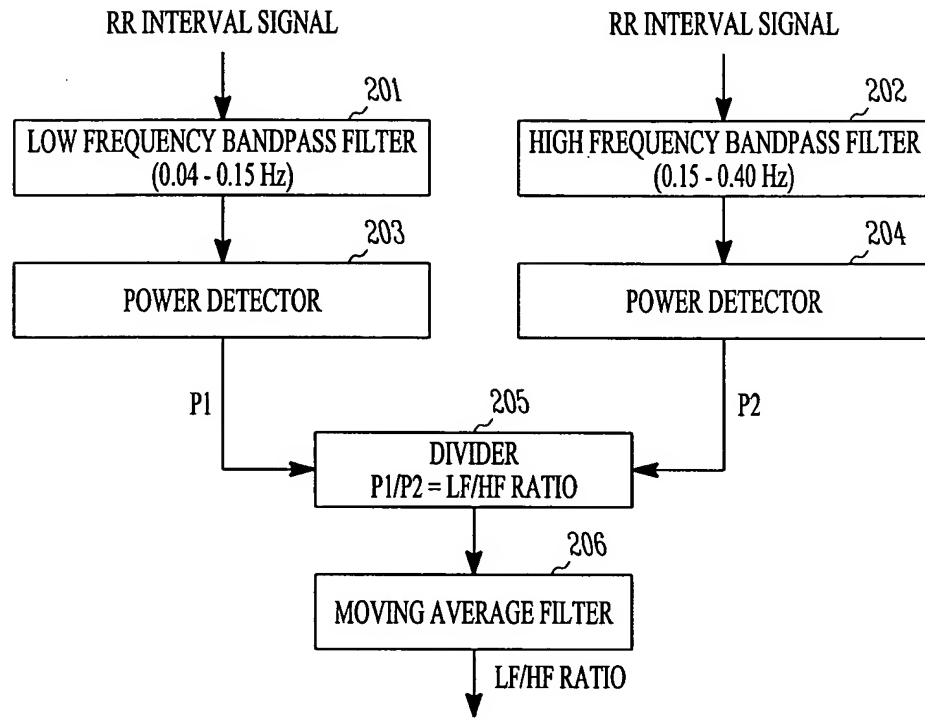 RR INTERVAL SIGNAL
RR INTERVAL SIGNAL
201
202
LOW FREQUENCY BANDPASS FILTER
(0.04 - 0.15 Hz)
HIGH FREQUENCY BANDPASS FILTER
(0.15 - 0.40 Hz)
203
204
POWER DETECTOR
POWER DETECTOR
P1
P2
205
DIVIDER
P1/P2 = LF/HF RATIO
206
MOVING AVERAGE FILTER
LF/HF RATIO